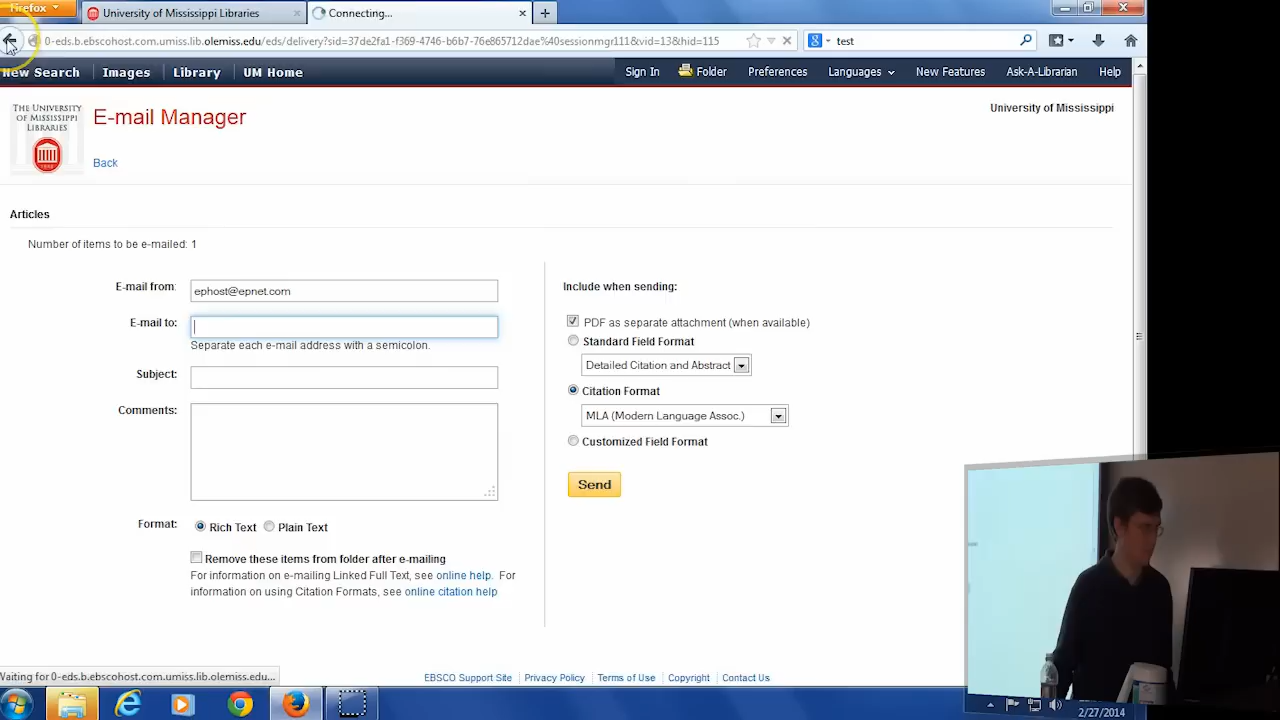 Firefox
University of Mississippi Libraries
Connecting...
0-eds.b.ebscohost.com.umiss.lib.olemiss.edu/eds/delivery?sid=37de2fa1-f369-4746-b6b7-76e865712dae%40sessionmgr111&vid=13&hid=115
test
New Search
Images
Library
UM Home
Sign In
Folder
Preferences
Languages
New Features
Ask-A-Librarian
Help
THE UNIVERSITY
OF MISSISSIPPI
LIBRARIES
E-mail Manager
University of Mississippi
Back
Articles
Number of items to be e-mailed: 1
E-mail from: ephost@epnet.com
E-mail to:
Separate each e-mail address with a semicolon.
Subject:
Comments:
Format: Rich Text Plain Text
Remove these items from folder after e-mailing
For information on e-mailing Linked Full Text, see online help. For
information on using Citation Formats, see online citation help
Include when sending:
PDF as separate attachment (when available)
Standard Field Format
Detailed Citation and Abstract
Citation Format
MLA (Modern Language Assoc.)
Customized Field Format
Send
Waiting for 0-eds.b.ebscohost.com.umiss.lib.olemiss.edu...
EBSCO Support Site
Privacy Policy
Terms of Use
Copyright
Contact Us
2/27/2014